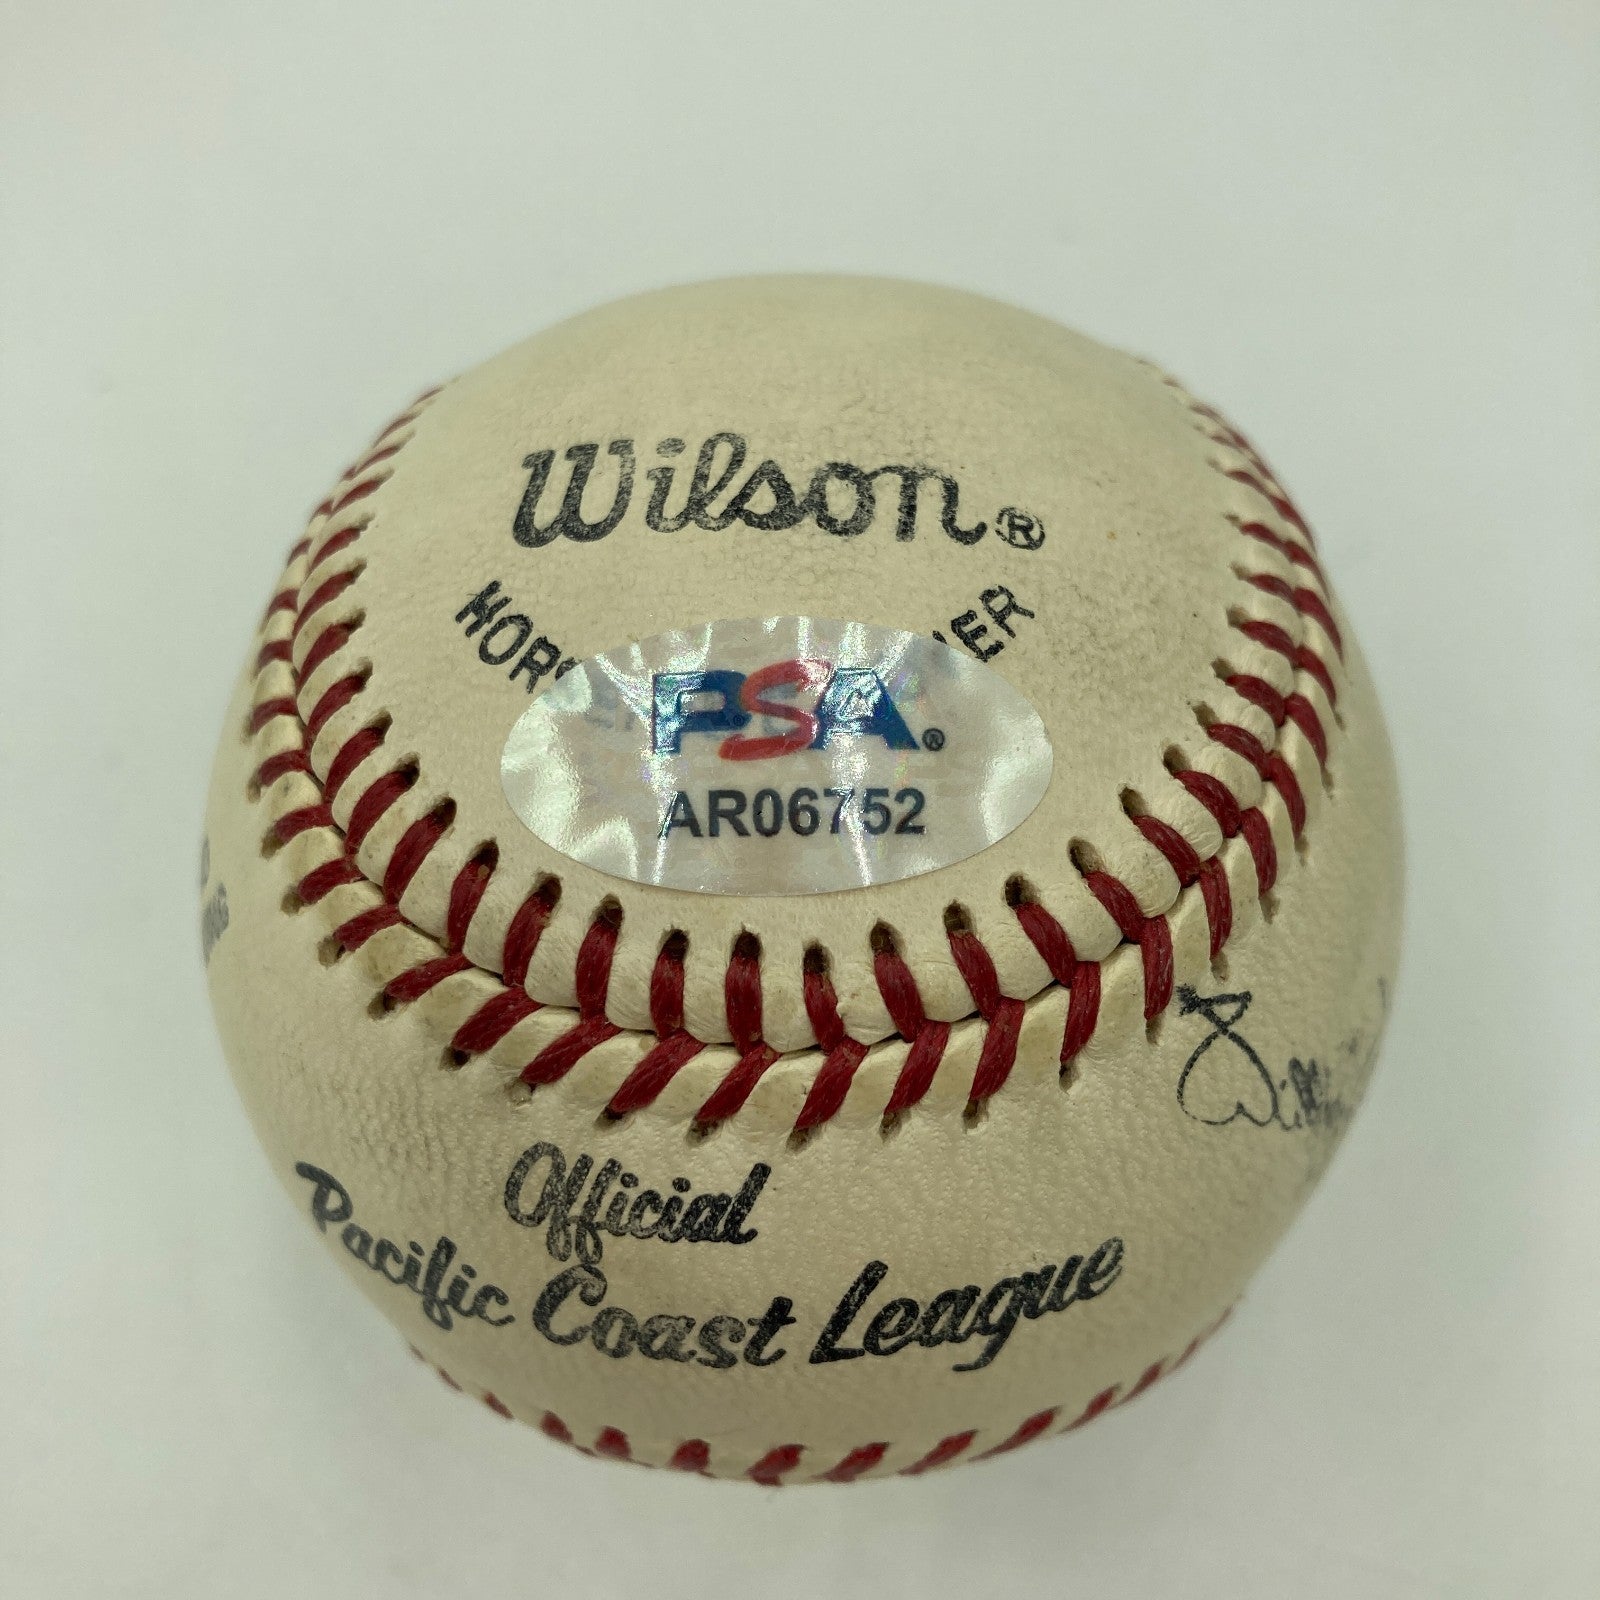 Wilson®
PSA®
AR06752
Official
Pacific Coast League